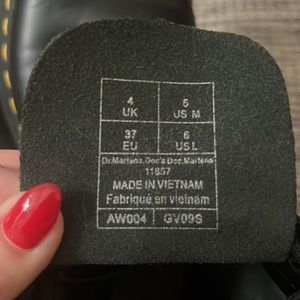 4 5
UK US M
37 6
EU US L
Dr.Martens,Doc's Doc,Martens
11857
MADE IN VIETNAM
Fabriqué en vietnam
AW004 GV09S